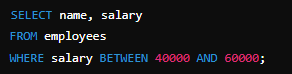 SELECT name, salary
FROM employees
WHERE salary BETWEEN 40000 AND 60000;